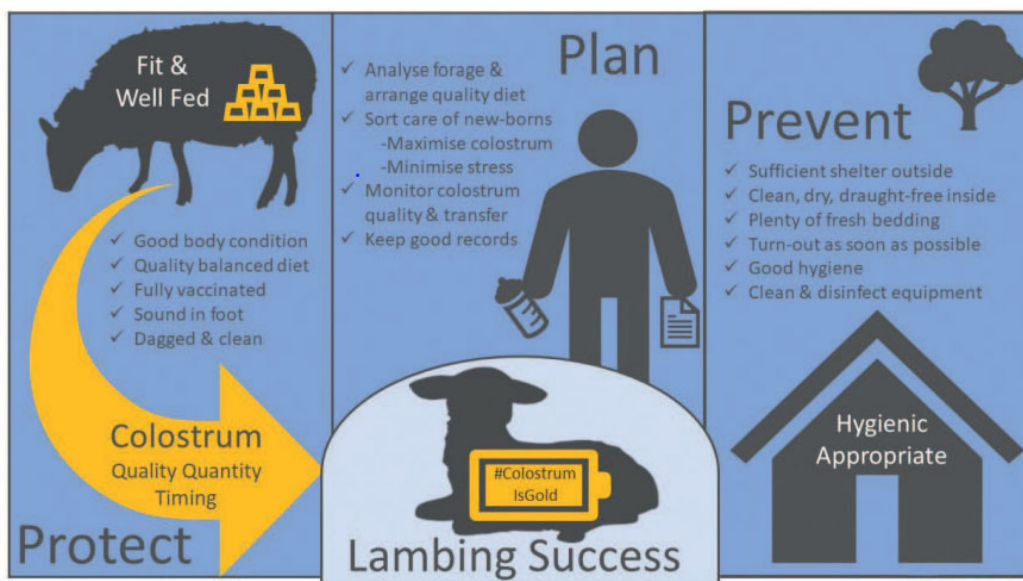 Fit &
Well Fed
✓ Good body condition
✓ Quality balanced diet
✓ Fully vaccinated
✓ Sound in foot
✓ Dagged & clean
Colostrum
Quality Quantity
Timing
Protect
Plan
✓ Analyse forage &
arrange quality diet
✓ Sort care of new-borns
-Maximise colostrum
-Minimise stress
✓ Monitor colostrum
quality & transfer
✓ Keep good records
#Colostrum
IsGold
Lambing Success
Prevent
✓ Sufficient shelter outside
✓ Clean, dry, draught-free inside
✓ Plenty of fresh bedding
✓ Turn-out as soon as possible
✓ Good hygiene
✓ Clean & disinfect equipment
Hygienic
Appropriate